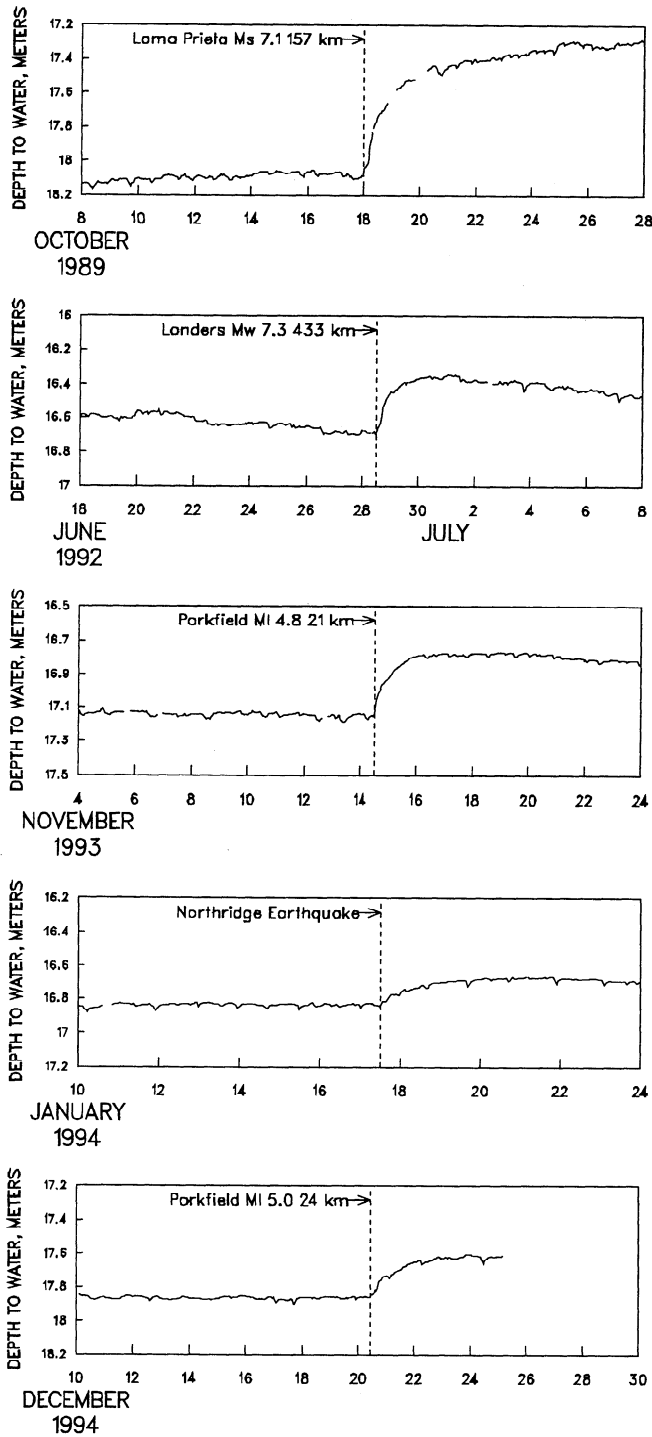 DEPTH TO WATER, METERS
17.2
17.4
17.6
17.8
18
18.2
Loma Prieta Ms 7.1 157 km
8 10 12 14 16 18 20 22 24 26 28
OCTOBER
1989
DEPTH TO WATER, METERS
16
16.2
16.4
16.6
16.8
17
Landers Mw 7.3 433 km
18 20 22 24 26 28 30 2 4 6 8
JUNE JULY
1992
DEPTH TO WATER, METERS
16.5
16.7
16.9
17.1
17.3
17.5
Parkfield Ml 4.8 21 km
4 6 8 10 12 14 16 18 20 22 24
NOVEMBER
1993
DEPTH TO WATER, METERS
16.2
16.4
16.6
16.8
17
17.2
Northridge Earthquake
10 12 14 16 18 20 22 24
JANUARY
1994
DEPTH TO WATER, METERS
17.2
17.4
17.6
17.8
18
18.2
Parkfield Ml 5.0 24 km
10 12 14 16 18 20 22 24 26 28 30
DECEMBER
1994